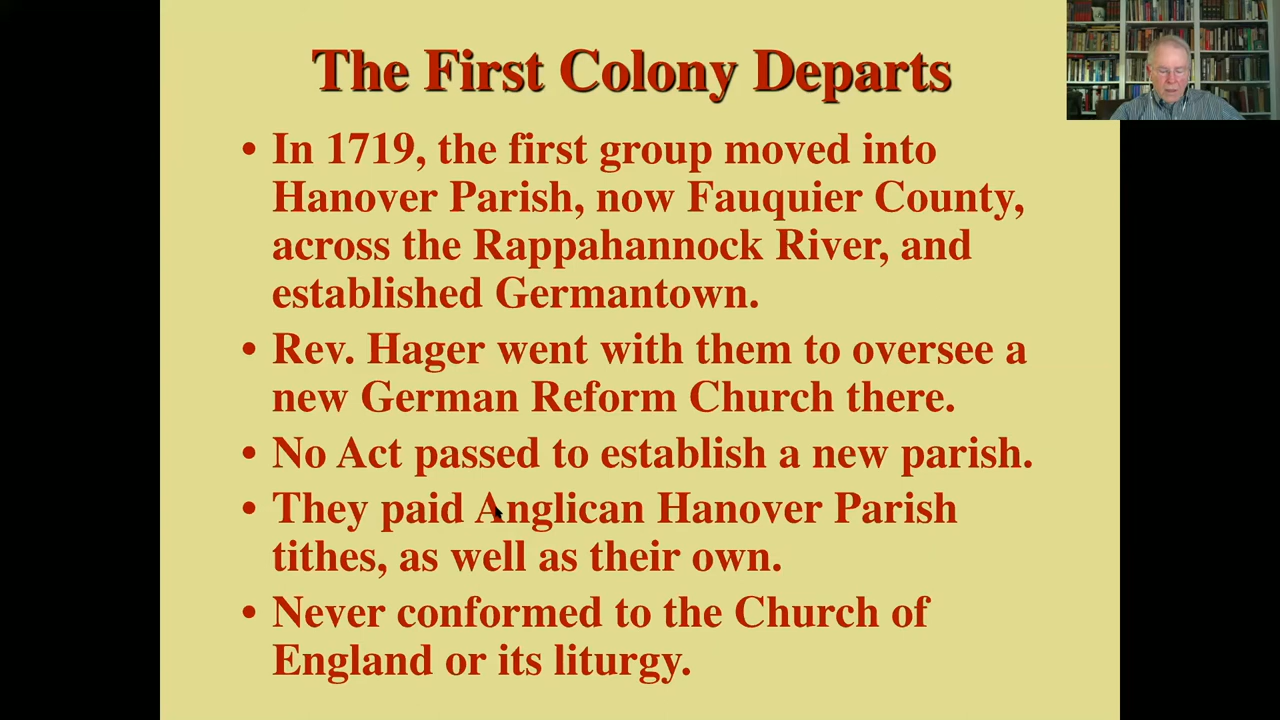 The First Colony Departs
• In 1719, the first group moved into
Hanover Parish, now Fauquier County,
across the Rappahannock River, and
established Germantown.
• Rev. Hager went with them to oversee a
new German Reform Church there.
• No Act passed to establish a new parish.
• They paid Anglican Hanover Parish
tithes, as well as their own.
• Never conformed to the Church of
England or its liturgy.